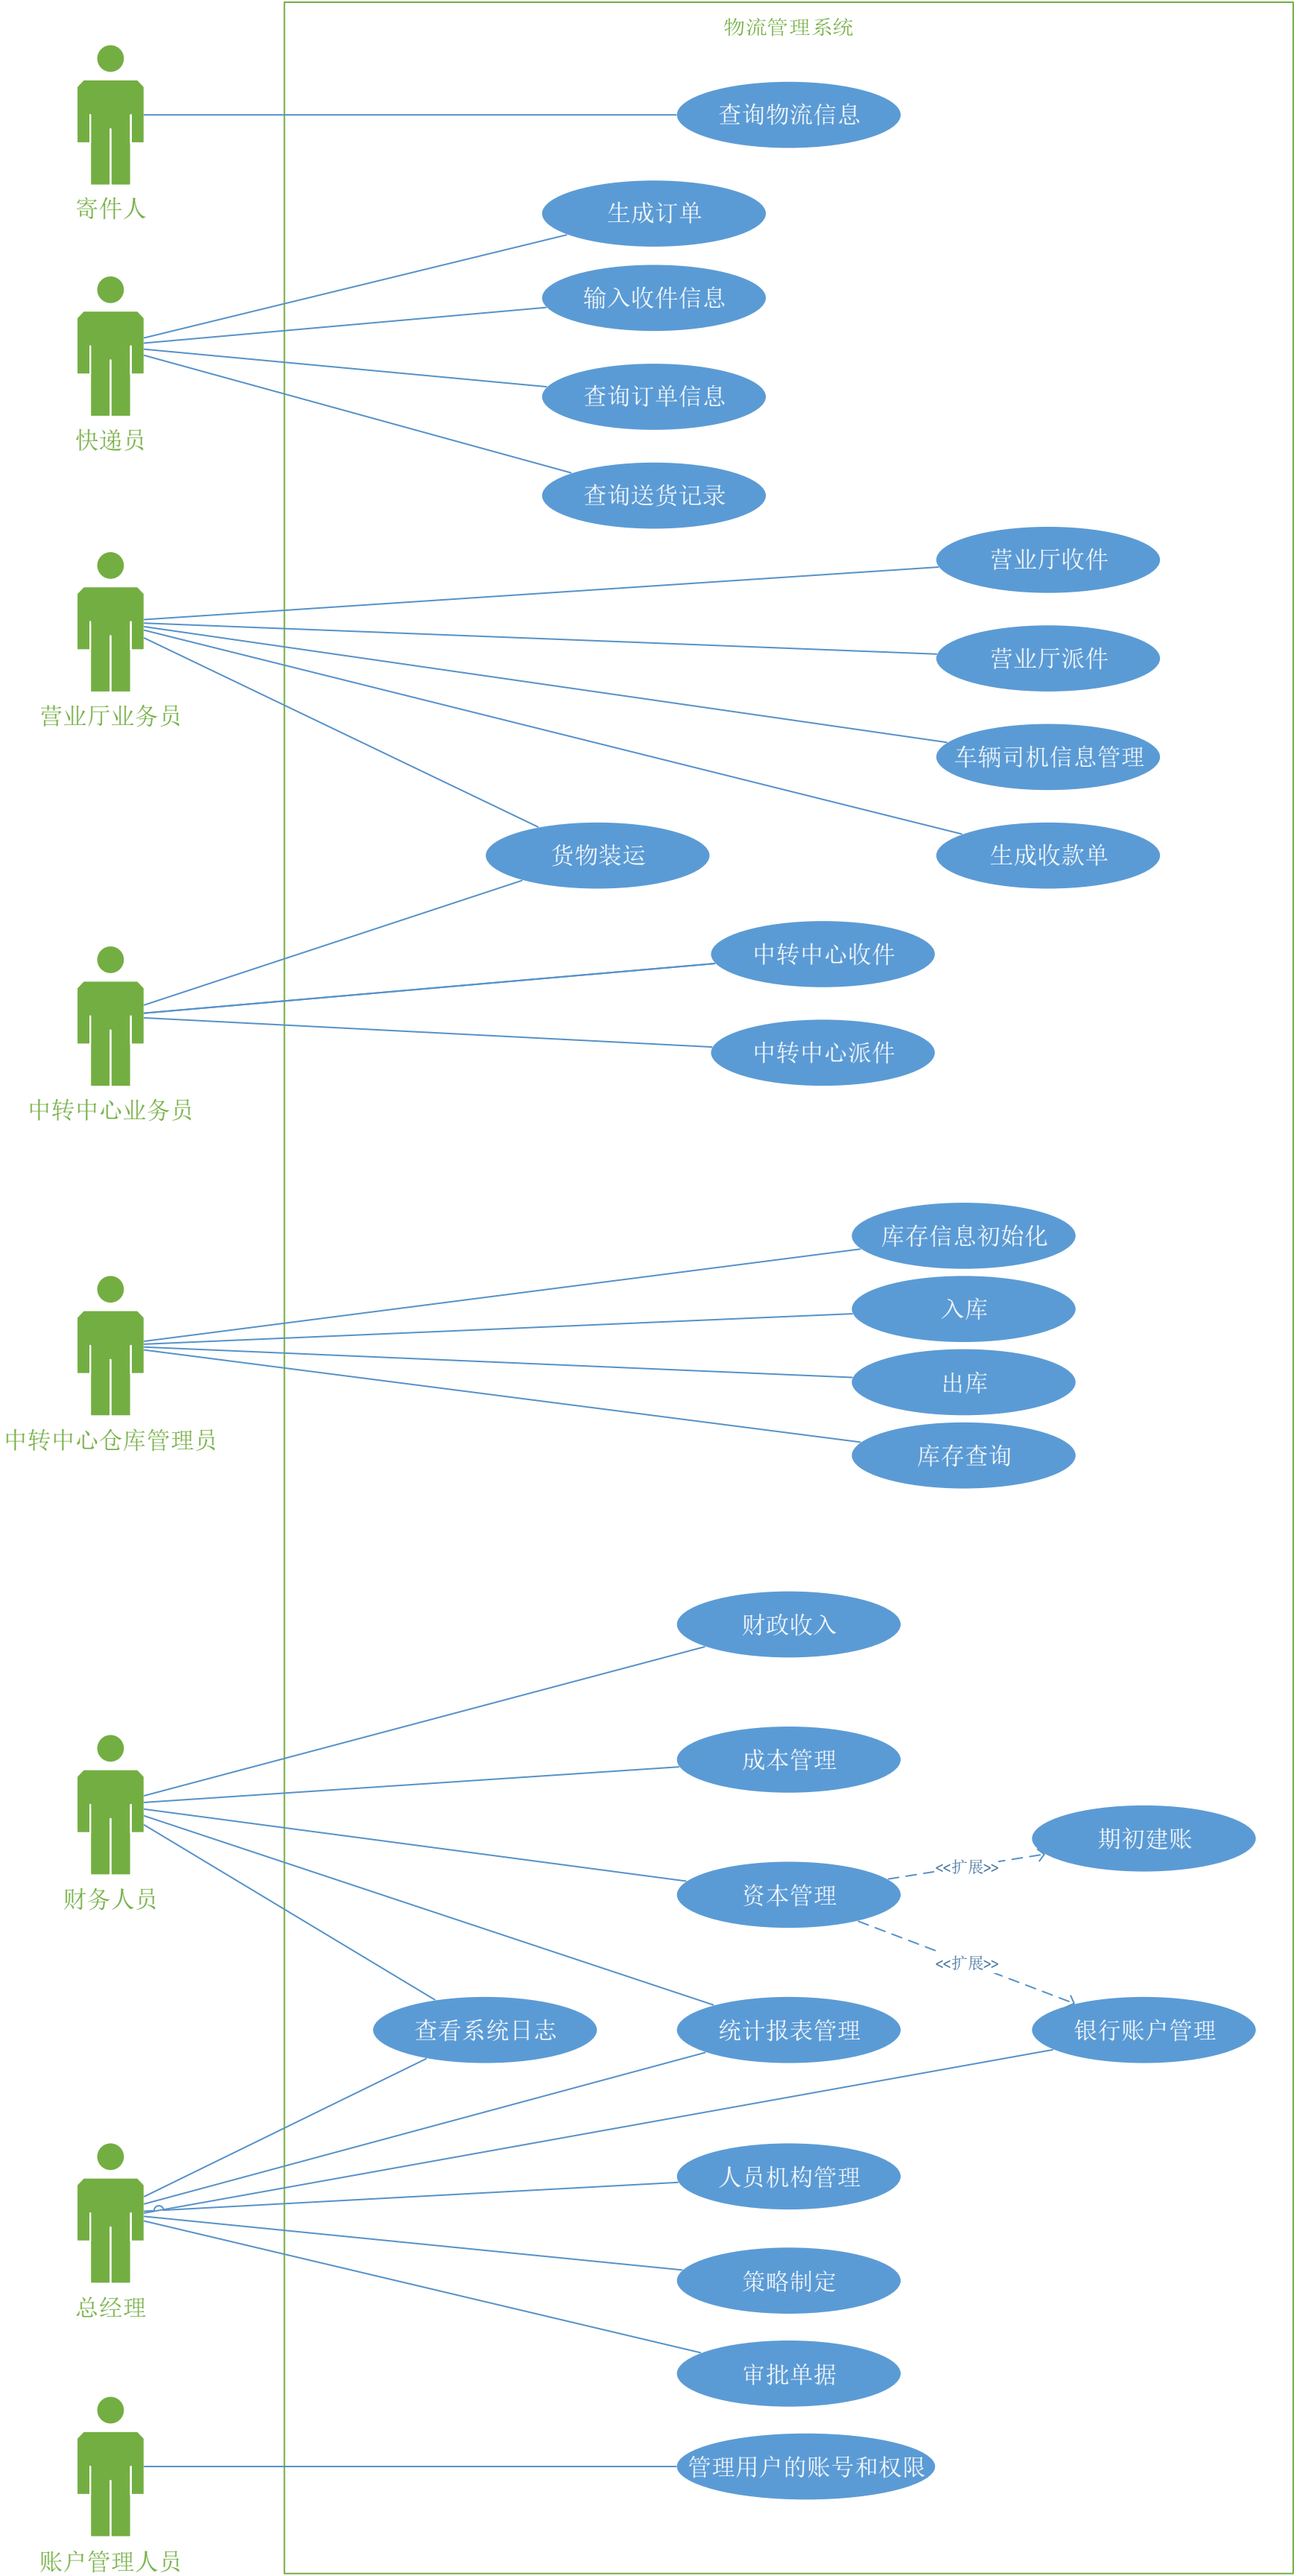 物流管理系统
查询物流信息
寄件人
生成订单
输入收件信息
查询订单信息
快递员
查询送货记录
营业厅收件
营业厅派件
营业厅业务员
车辆司机信息管理
货物装运
生成收款单
中转中心收件
中转中心派件
中转中心业务员
库存信息初始化
入库
出库
中转中心仓库管理员
库存查询
财政收入
成本管理
期初建账
<<扩展>>
资本管理
财务人员
<<扩展>>
查看系统日志
统计报表管理
银行账户管理
人员机构管理
策略制定
总经理
审批单据
管理用户的账号和权限
账户管理人员